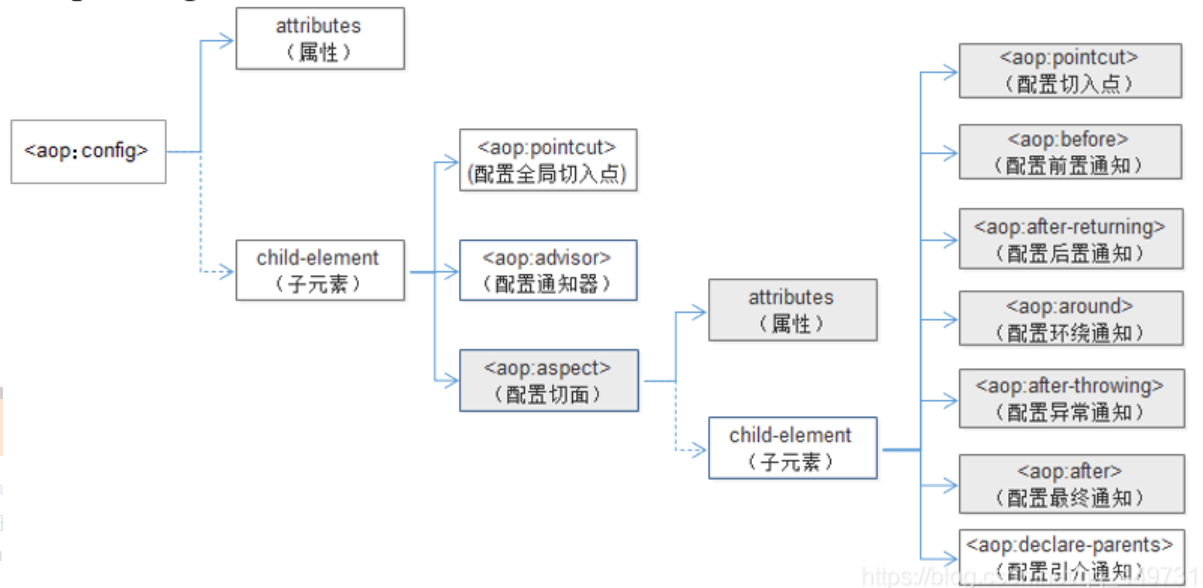 <aop:config>
attributes
（属性）
child-element
（子元素）
<aop:pointcut>
(配置全局切入点)
<aop:advisor>
（配置通知器）
<aop:aspect>
（配置切面）
attributes
（属性）
child-element
（子元素）
<aop:pointcut>
（配置切入点）
<aop:before>
（配置前置通知）
<aop:after-returning>
（配置后置通知）
<aop:around>
（配置环绕通知）
<aop:after-throwing>
（配置异常通知）
<aop:after>
（配置最终通知）
<aop:declare-parents>
（配置引介通知）